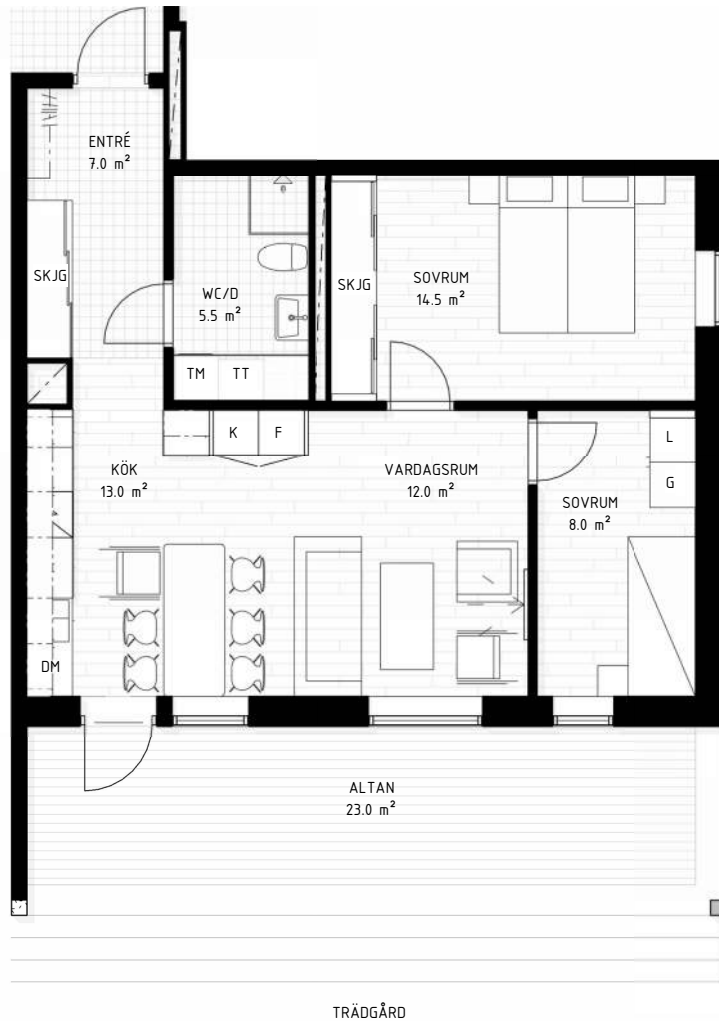 ENTRÉ
7.0 m²
SKJG
WC/D
5.5 m²
TM
TT
SKJG
SOVRUM
14.5 m²
K
F
KÖK
13.0 m²
VARDAGSRUM
12.0 m²
L
G
SOVRUM
8.0 m²
DM
ALTAN
23.0 m²
TRÄDGÅRD